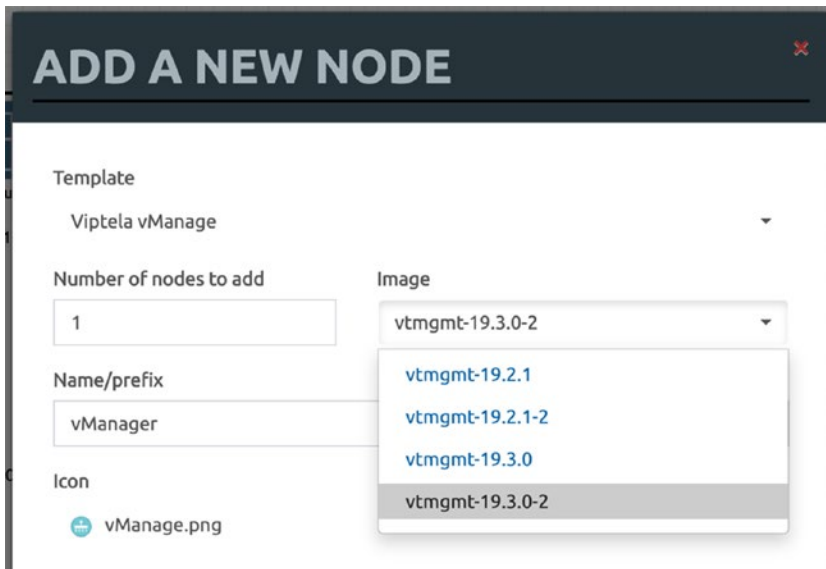 ADD A NEW NODE
Template
Viptela vManage
Number of nodes to add
Image
1
vtmgmt-19.3.0-2
vtmgmt-19.2.1
Name/prefix
vtmgmt-19.2.1-2
vManager
vtmgmt-19.3.0
Icon
vtmgmt-19.3.0-2
vManage.png